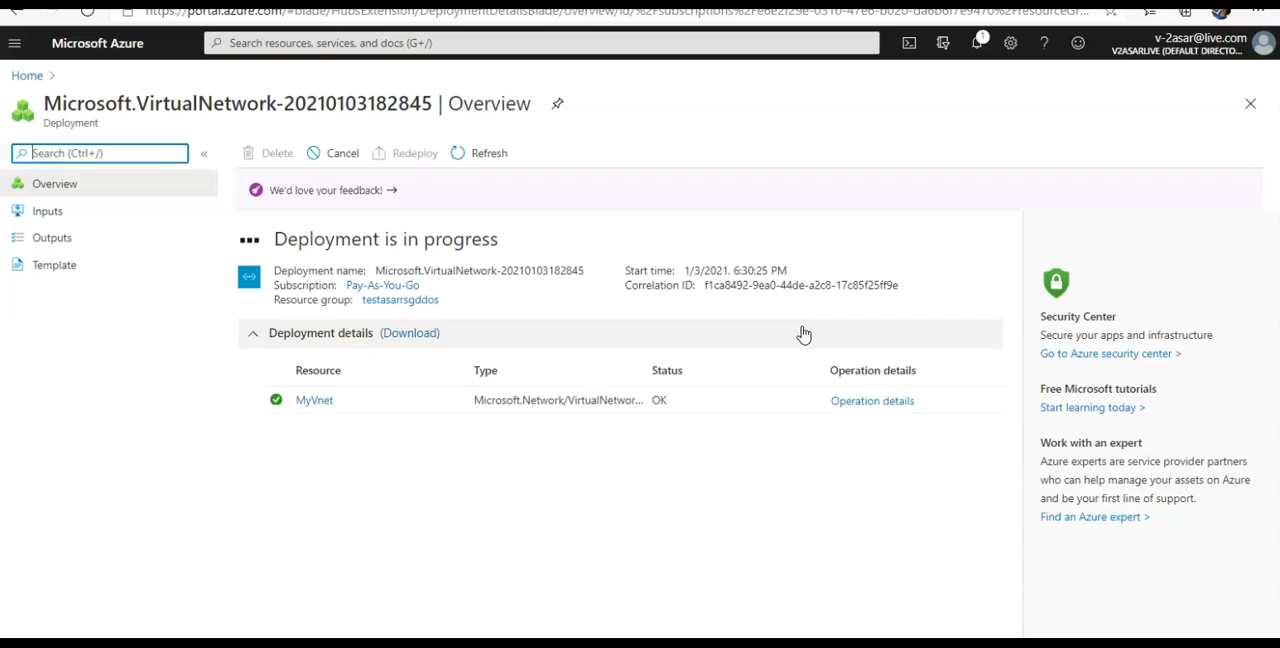 Microsoft Azure
Search resources, services, and docs (G+/)
1
v-2asar@live.com
V2ASARLIVE (DEFAULT DIRECTO...
Home
Microsoft.VirtualNetwork-20210103182845 | Overview
Deployment
Search (Ctrl+/)
«
Delete
Cancel
Redeploy
Refresh
Overview
Inputs
Outputs
Template
We'd love your feedback! →
Deployment is in progress
Deployment name: Microsoft.VirtualNetwork-20210103182845
Subscription: Pay-As-You-Go
Resource group: testasarrsgddos
Start time: 1/3/2021, 6:30:25 PM
Correlation ID: f1ca8492-9ea0-44de-a2c8-17c85f25ff9e
Deployment details (Download)
Resource Type Status Operation details
MyVnet Microsoft.Network/VirtualNetwor... OK Operation details
Security Center
Secure your apps and infrastructure
Go to Azure security center >
Free Microsoft tutorials
Start learning today >
Work with an expert
Azure experts are service provider partners
who can help manage your assets on Azure
and be your first line of support.
Find an Azure expert >